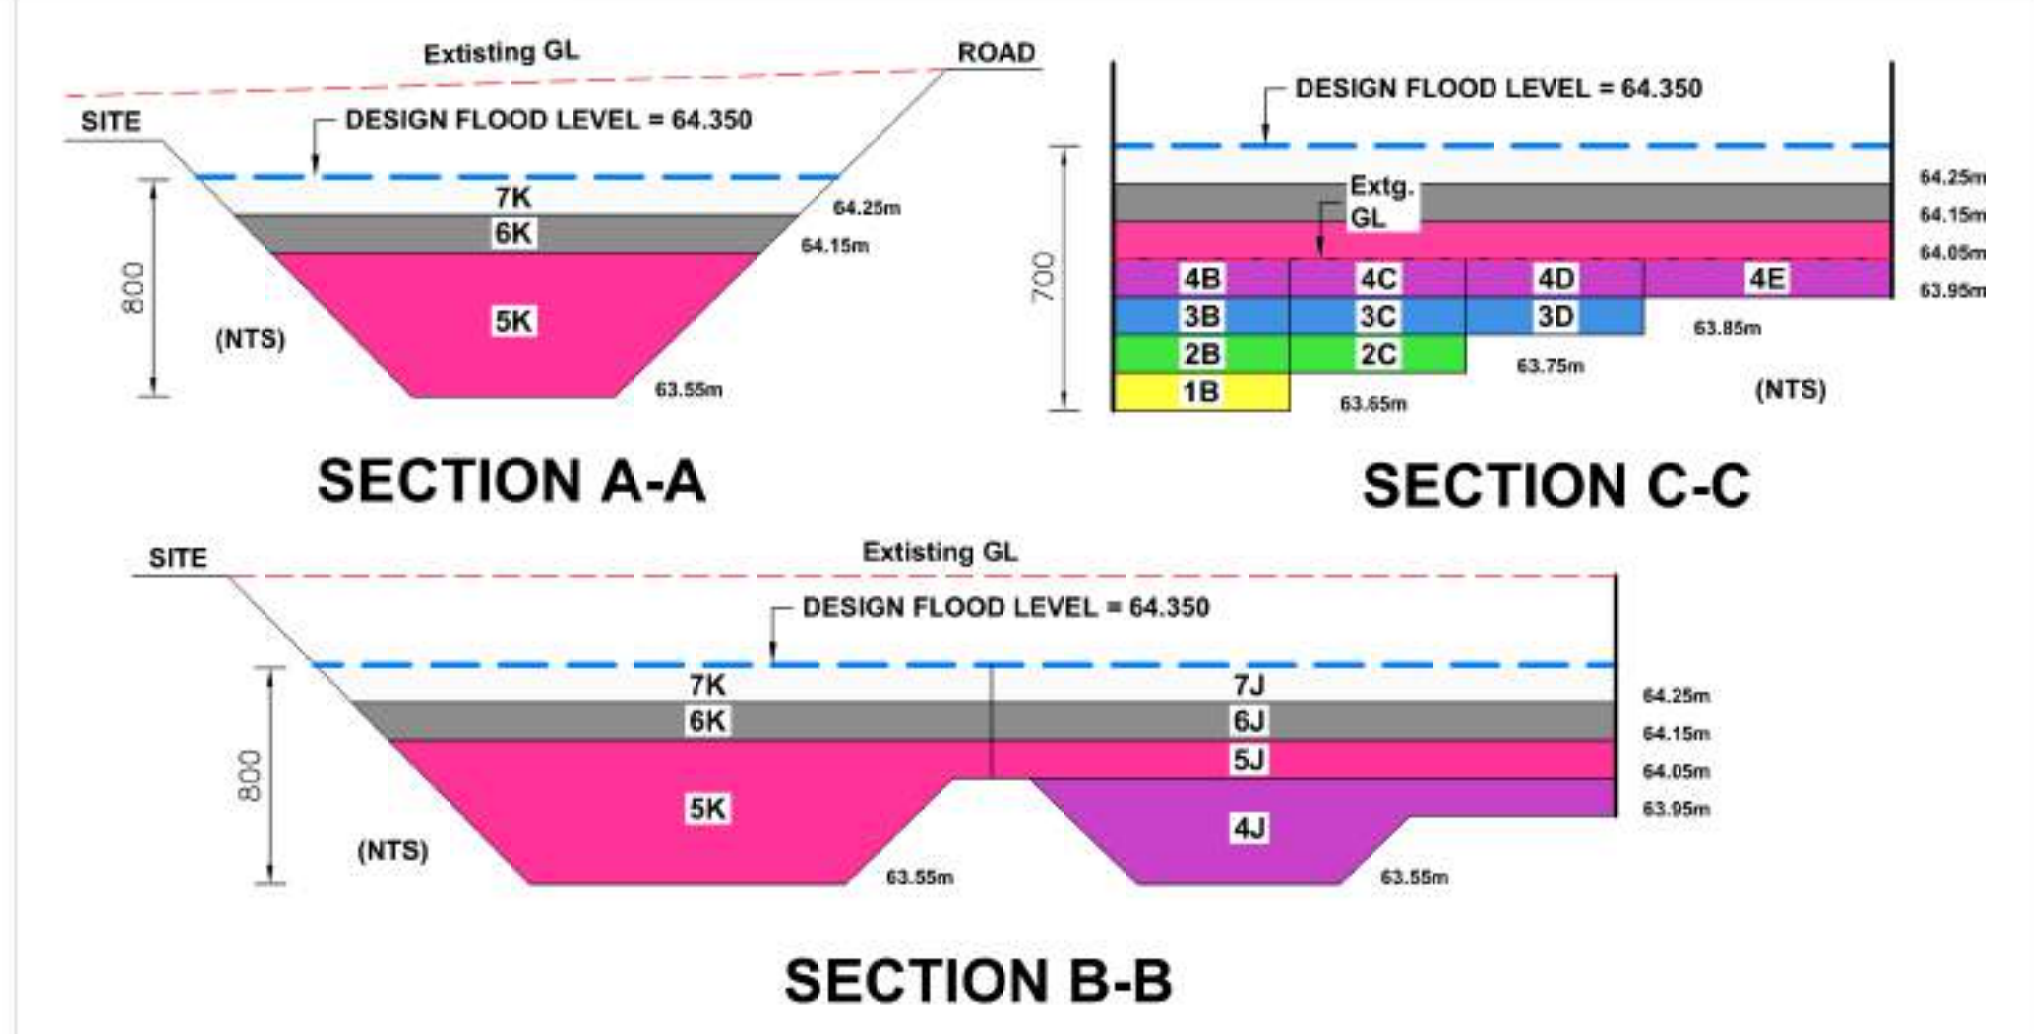 Extisting GL
ROAD
SITE
DESIGN FLOOD LEVEL = 64.350
7K
64.25m
6K
64.15m
800
5K
(NTS)
63.55m
SECTION A-A
DESIGN FLOOD LEVEL = 64.350
64.25m
Extg.
GL
64.15m
64.05m
700
4B 4C 4D 4E
63.95m
3B 3C 3D
63.85m
2B 2C
63.75m
1B
63.65m
(NTS)
SECTION C-C
SITE
Extisting GL
DESIGN FLOOD LEVEL = 64.350
7K 7J
64.25m
6K 6J
64.15m
5J
64.05m
800
5K
63.95m
4J
(NTS)
63.55m
63.55m
SECTION B-B